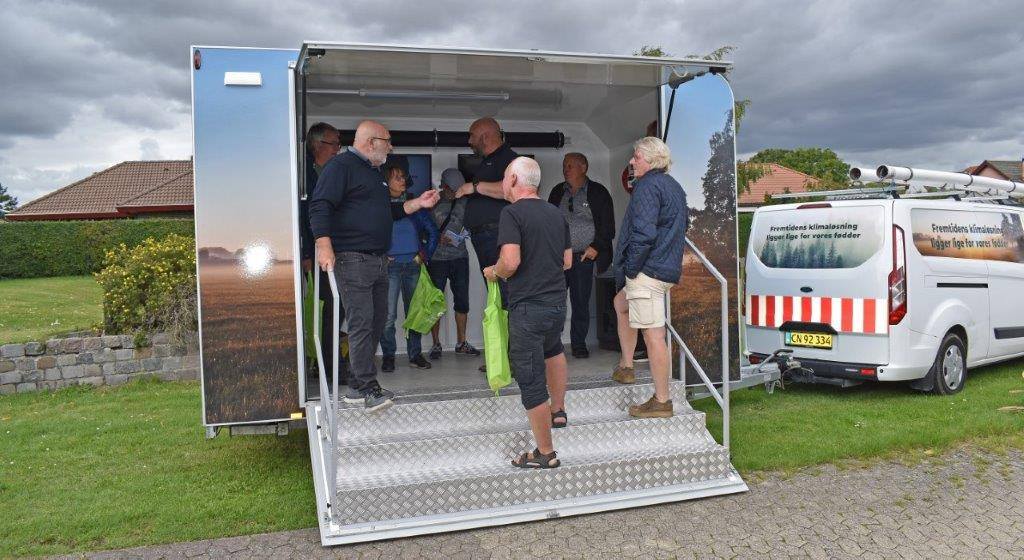 Fremtidens klimaløsning
ligger lige for vores fødder
Fremtidens klimaløsning
ligger lige for vores fødder
CN 92 334